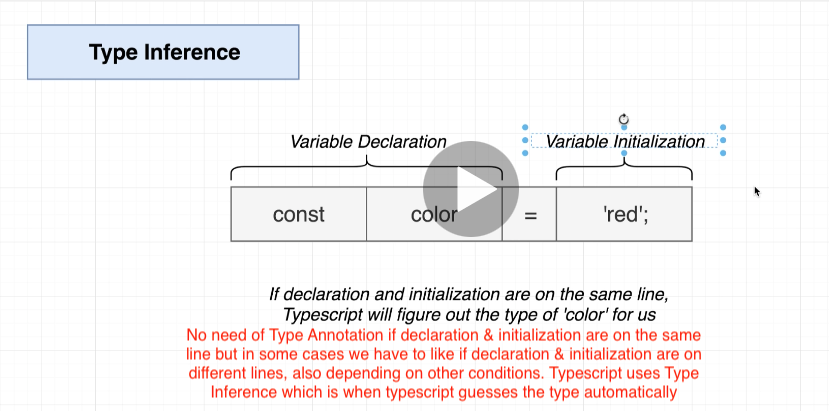 Type Inference
Variable Declaration
Variable Initialization
const
color
=
'red';
If declaration and initialization are on the same line,
Typescript will figure out the type of 'color' for us
No need of Type Annotation if declaration & initialization are on the same
line but in some cases we have to like if declaration & initialization are on
different lines, also depending on other conditions. Typescript uses Type
Inference which is when typescript guesses the type automatically